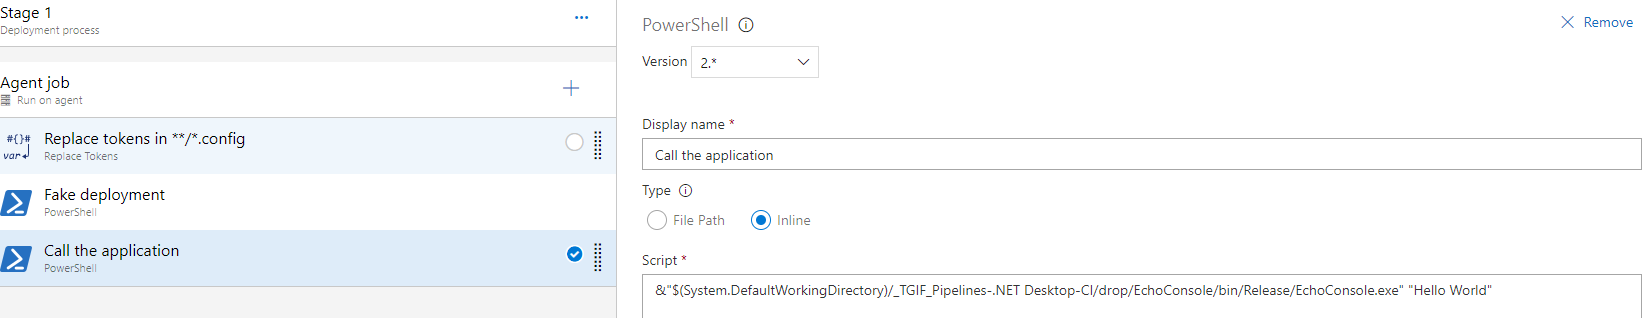 Stage 1
...
Deployment process
Agent job
Run on agent
#{}#
var
Replace tokens in **/*.config
Replace Tokens
Fake deployment
PowerShell
Call the application
PowerShell
PowerShell
Remove
Version 2.*
Display name *
Call the application
Type
File Path
Inline
Script *
&"$(System.DefaultWorkingDirectory)/_TGIF_Pipelines-.NET Desktop-CI/drop/EchoConsole/bin/Release/EchoConsole.exe" "Hello World"